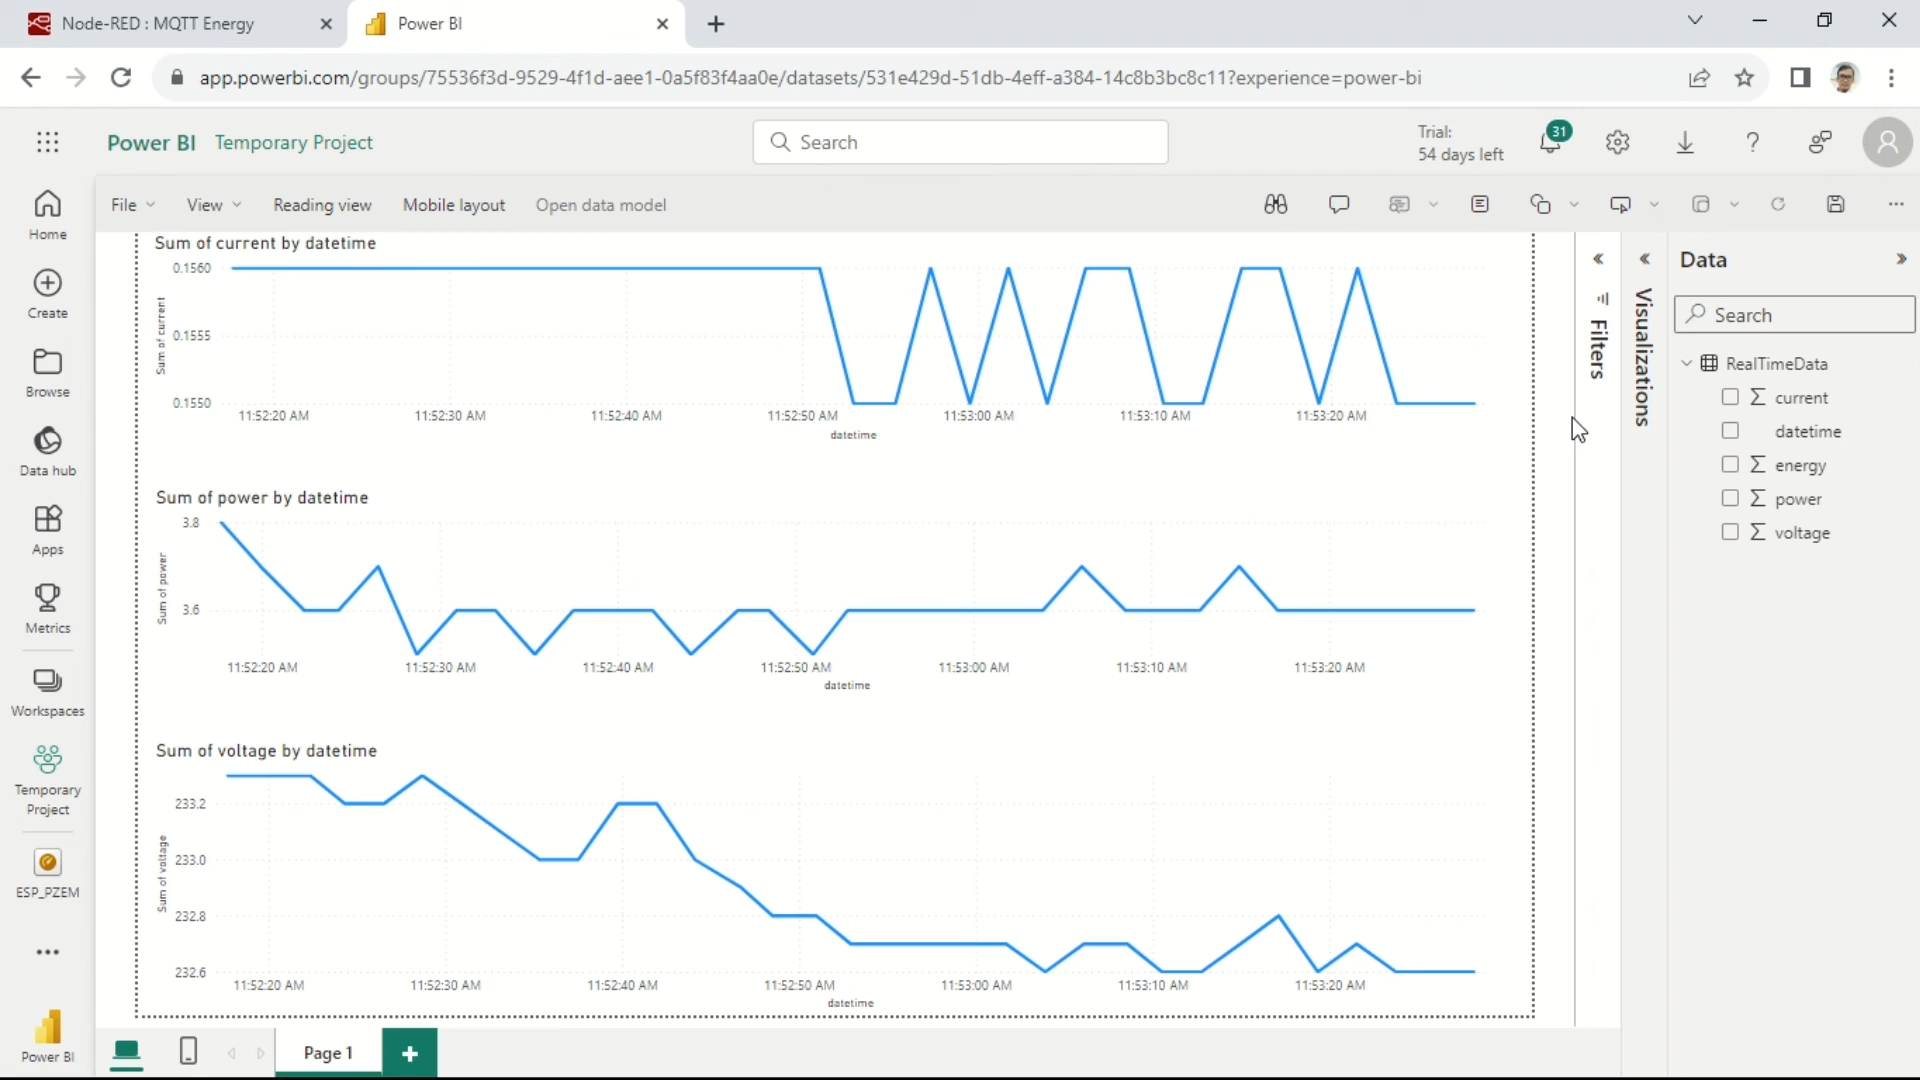 Node-RED : MQTT Energy
Power BI
app.powerbi.com/groups/75536f3d-9529-4f1d-aee1-0a5f83f4aa0e/datasets/531e429d-51db-4eff-a384-14c8b3bc8c11?experience=power-bi
Power BI Temporary Project
Search
Trial:
54 days left
31
File
View
Reading view
Mobile layout
Open data model
Home
Create
Browse
Data hub
Apps
Metrics
Workspaces
Temporary
Project
ESP_PZEM
Power BI
Sum of current by datetime
Sum of current
0.1560
0.1555
0.1550
11:52:20 AM 11:52:30 AM 11:52:40 AM 11:52:50 AM 11:53:00 AM 11:53:10 AM 11:53:20 AM
datetime
Sum of power by datetime
Sum of power
3.8
3.6
11:52:20 AM 11:52:30 AM 11:52:40 AM 11:52:50 AM 11:53:00 AM 11:53:10 AM 11:53:20 AM
datetime
Sum of voltage by datetime
Sum of voltage
233.2
233.0
232.8
232.6
11:52:20 AM 11:52:30 AM 11:52:40 AM 11:52:50 AM 11:53:00 AM 11:53:10 AM 11:53:20 AM
datetime
Filters
Visualizations
Data
Search
RealTimeData
current
datetime
energy
power
voltage
Page 1